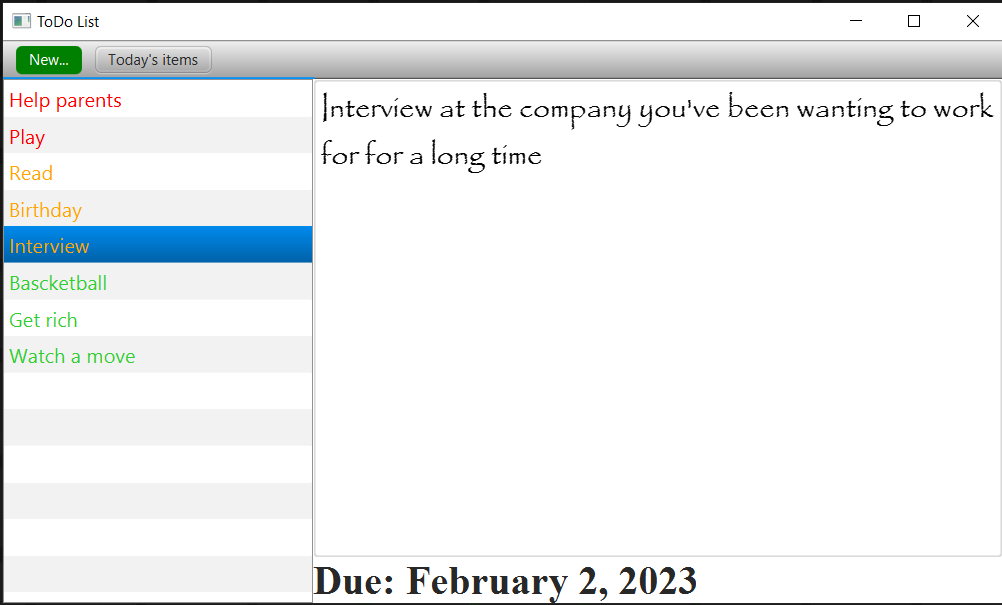 ToDo List
New...
Today's items
Help parents
Play
Read
Birthday
Interview
Bascketball
Get rich
Watch a move
Interview at the company you've been wanting to work
for for a long time
Due: February 2, 2023